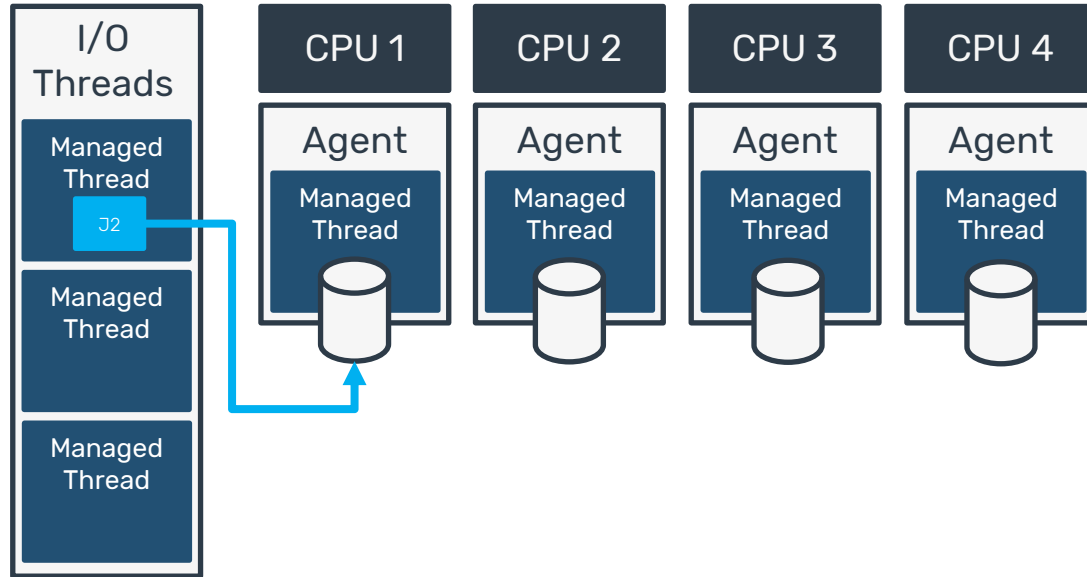 I/O
Threads
Managed
Thread
J2
Managed
Thread
Managed
Thread
CPU 1
Agent
Managed
Thread
CPU 2
Agent
Managed
Thread
CPU 3
Agent
Managed
Thread
CPU 4
Agent
Managed
Thread